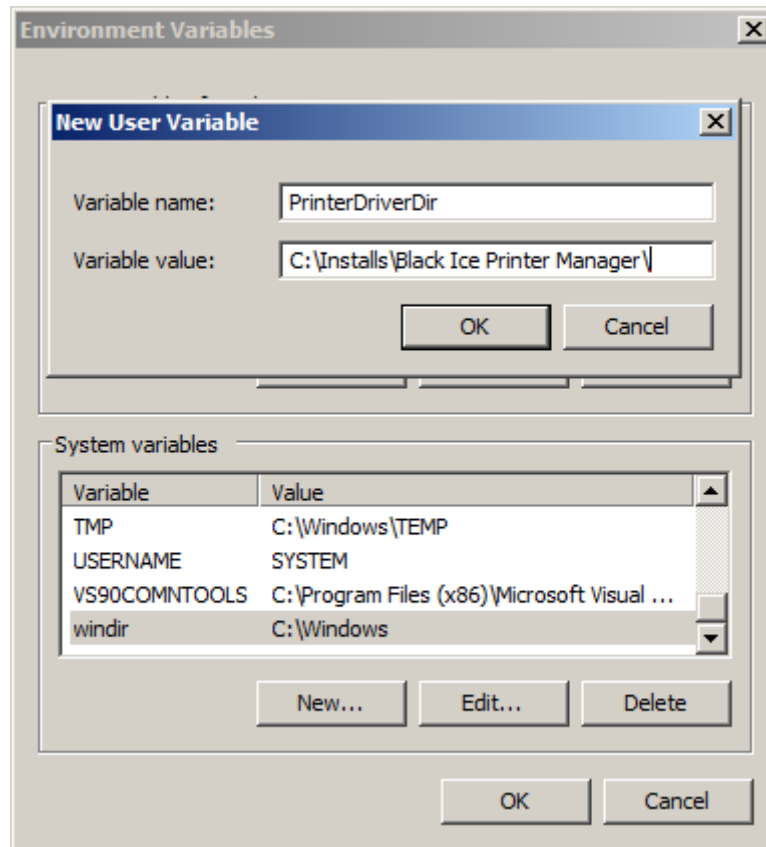 Environment Variables
New User Variable
Variable name: PrinterDriverDir
Variable value: C:\Installs\Black Ice Printer Manager\
OK Cancel
System variables
Variable Value
TMP C:\Windows\TEMP
USERNAME SYSTEM
VS90COMNTOOLS C:\Program Files (x86)\Microsoft Visual ...
windir C:\Windows
New... Edit... Delete
OK Cancel